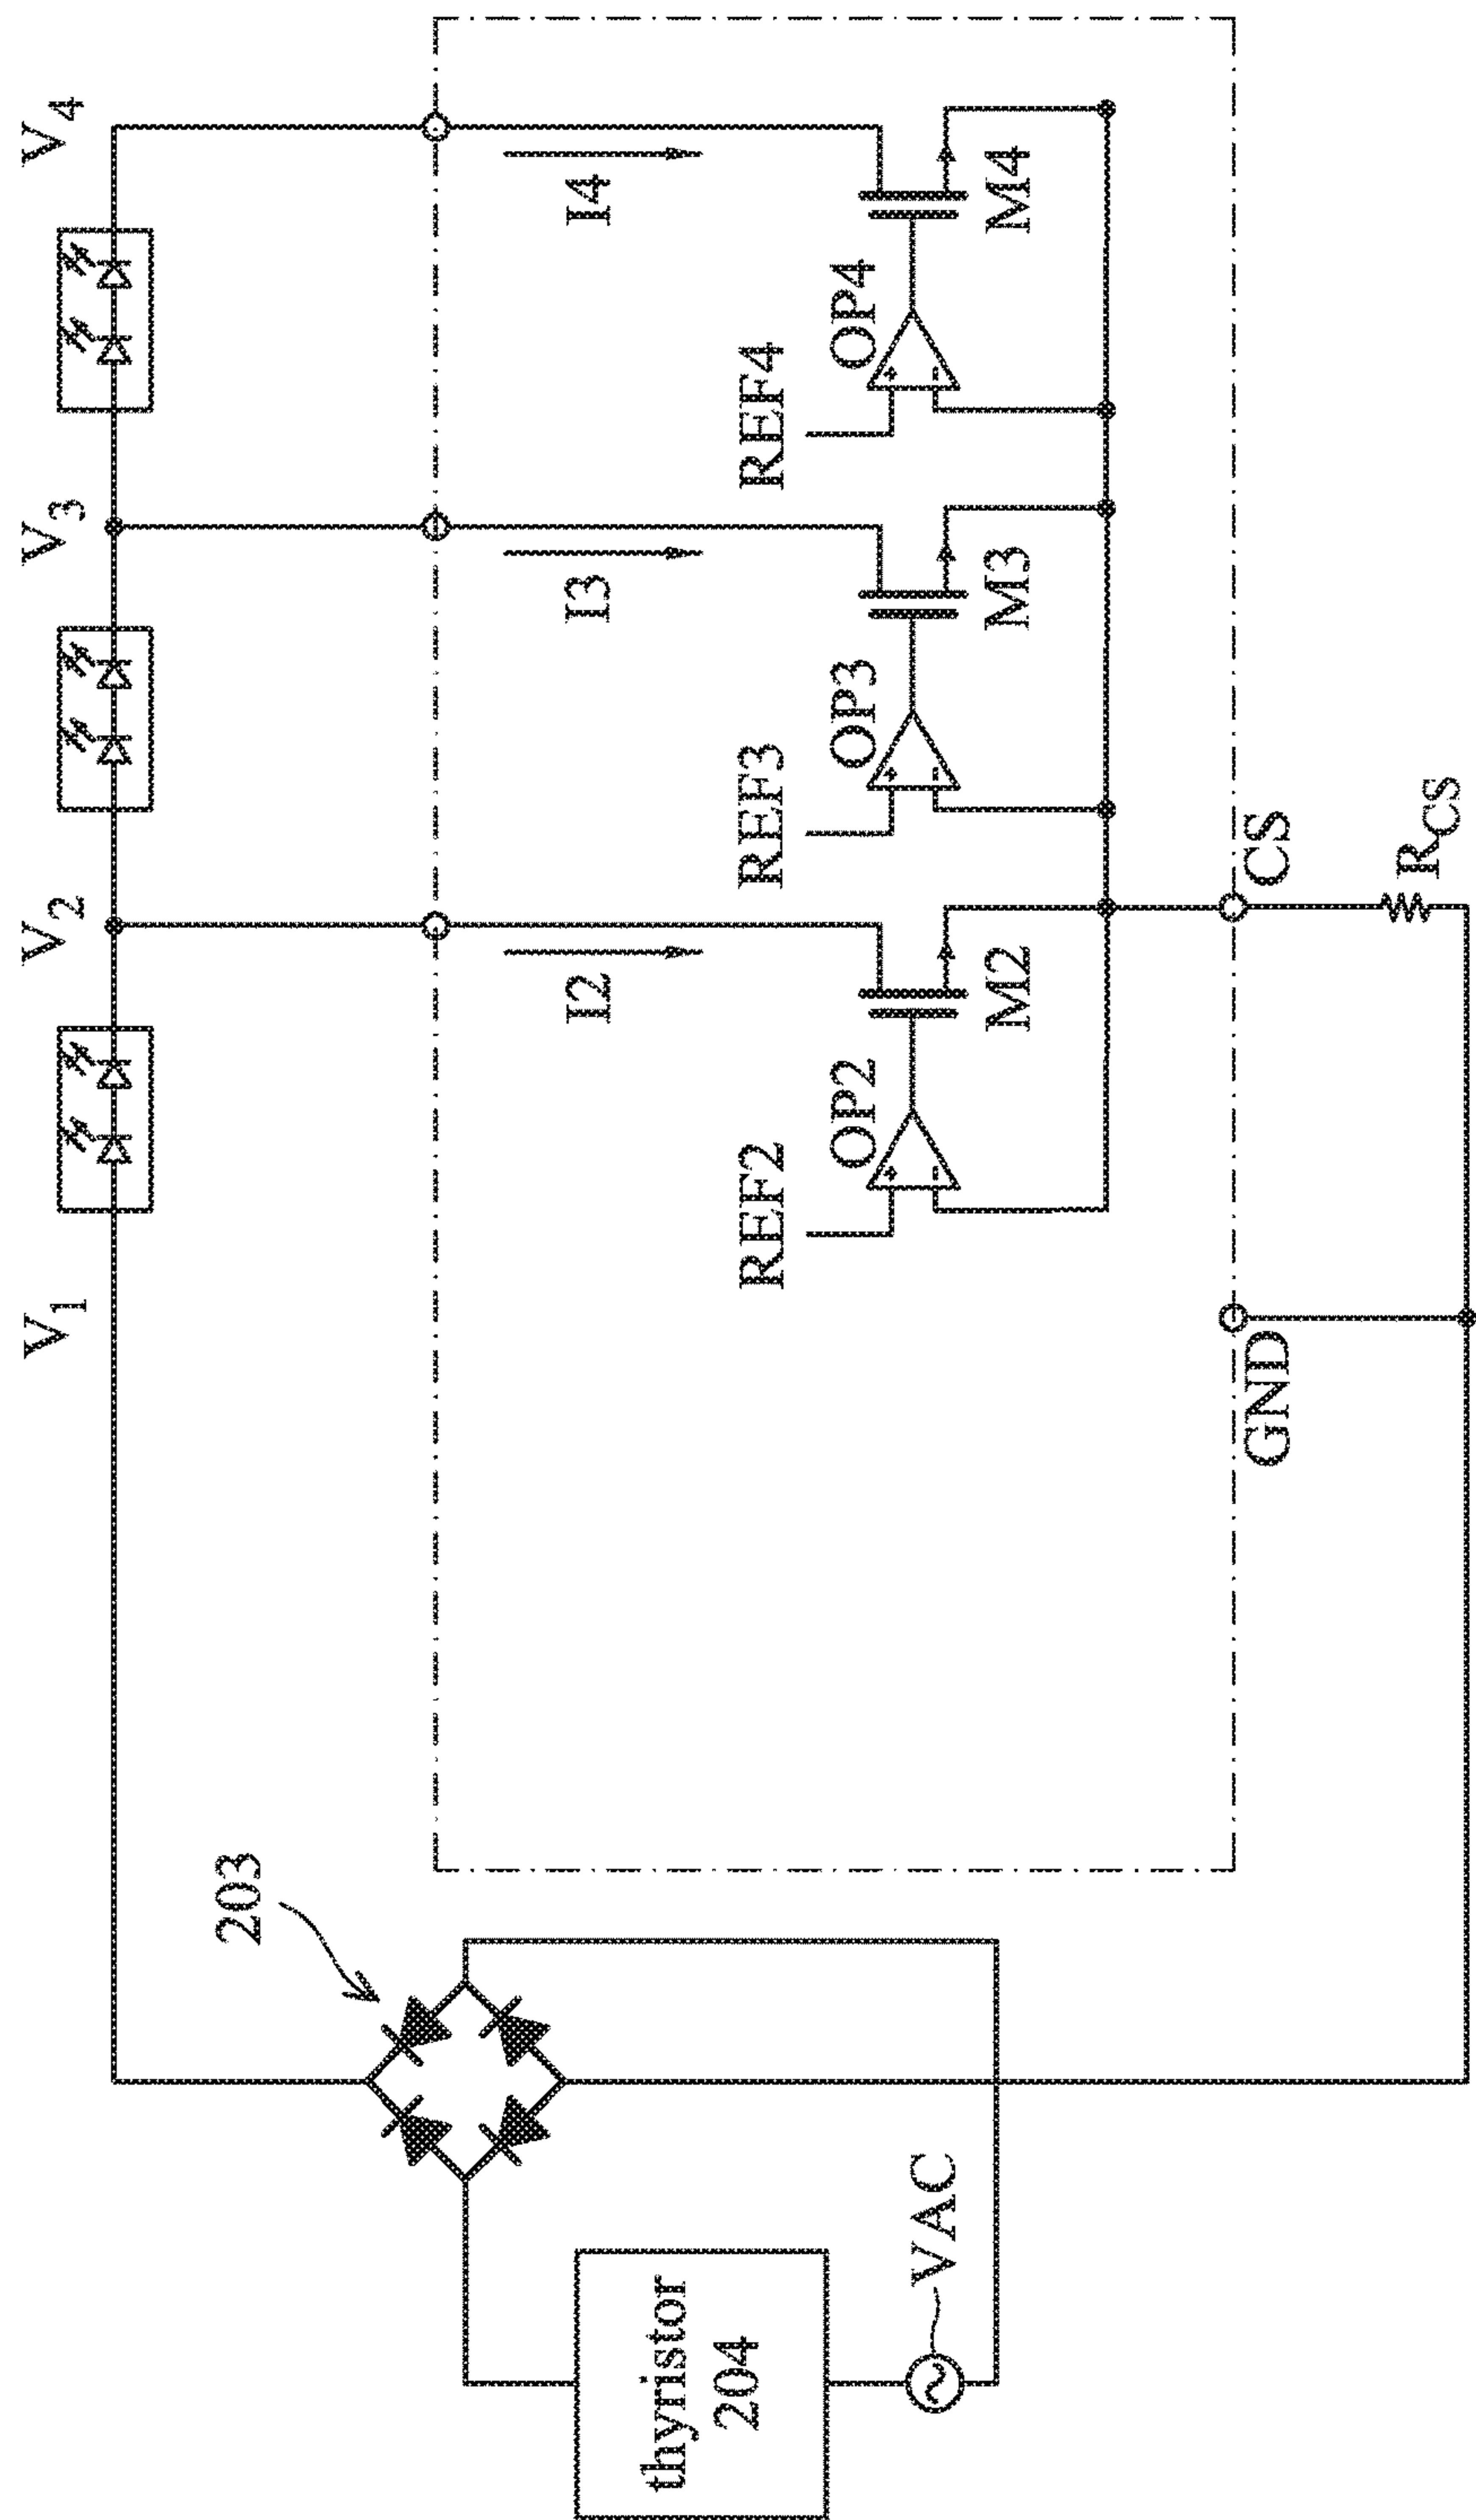 V1
V2
V3
V4
203
I2
I3
I4
thyristor
204
VAC
REF2
OP2
M2
REF3
OP3
M3
REF4
OP4
M4
GND
CS
RCS